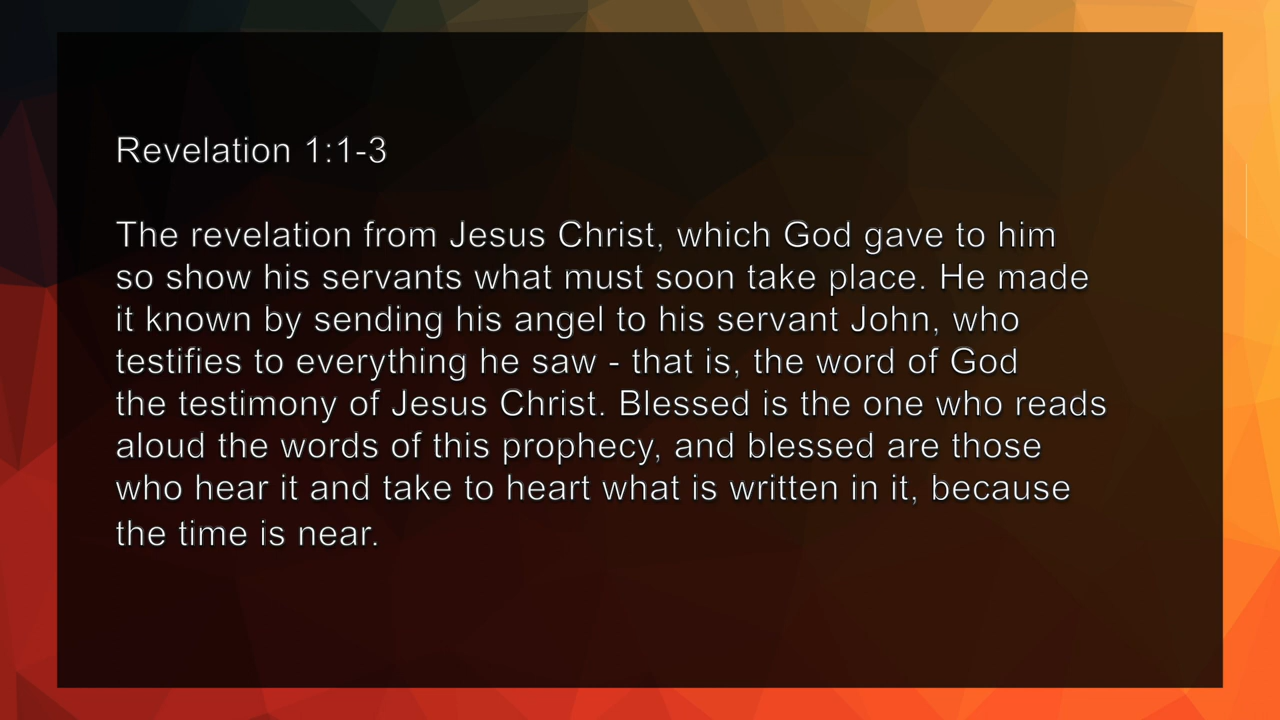 Revelation 1:1-3
The revelation from Jesus Christ, which God gave to him
so show his servants what must soon take place. He made
it known by sending his angel to his servant John, who
testifies to everything he saw - that is, the word of God
the testimony of Jesus Christ. Blessed is the one who reads
aloud the words of this prophecy, and blessed are those
who hear it and take to heart what is written in it, because
the time is near.